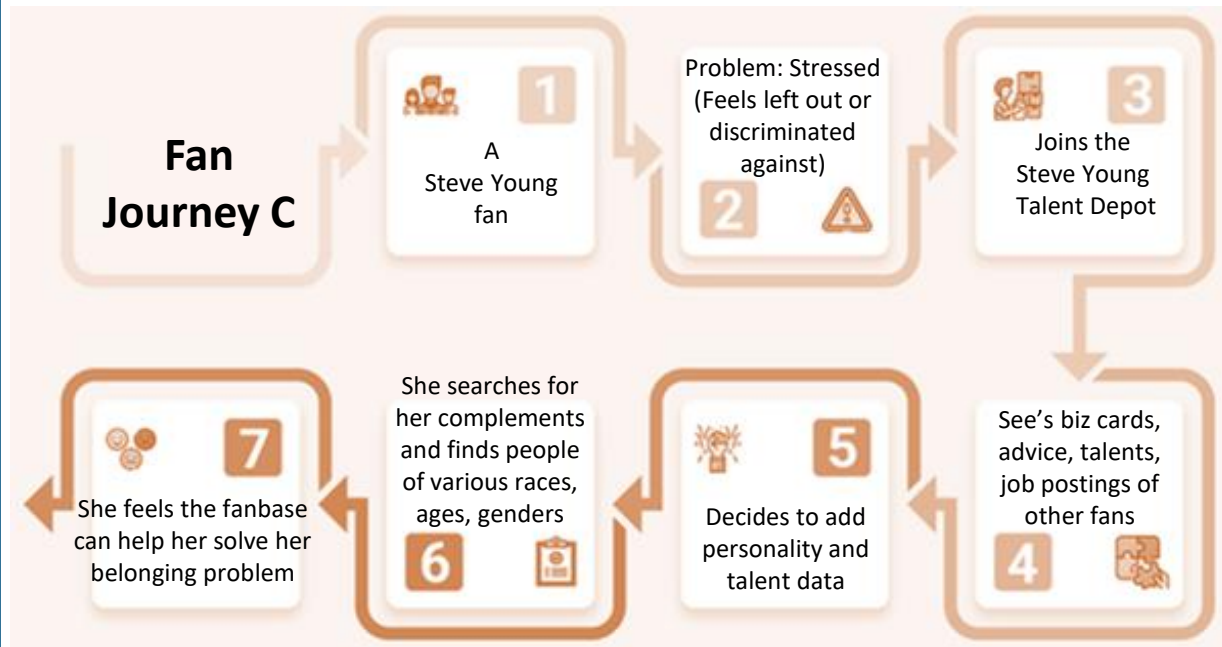 Fan
Journey C
1
A
Steve Young
fan
Problem: Stressed
(Feels left out or
discriminated
against)
2
3
Joins the
Steve Young
Talent Depot
See's biz cards,
advice, talents,
job postings of
other fans
4
5
Decides to add
personality and
talent data
She searches for
her complements
and finds people
of various races,
ages, genders
6
7
She feels the fanbase
can help her solve her
belonging problem